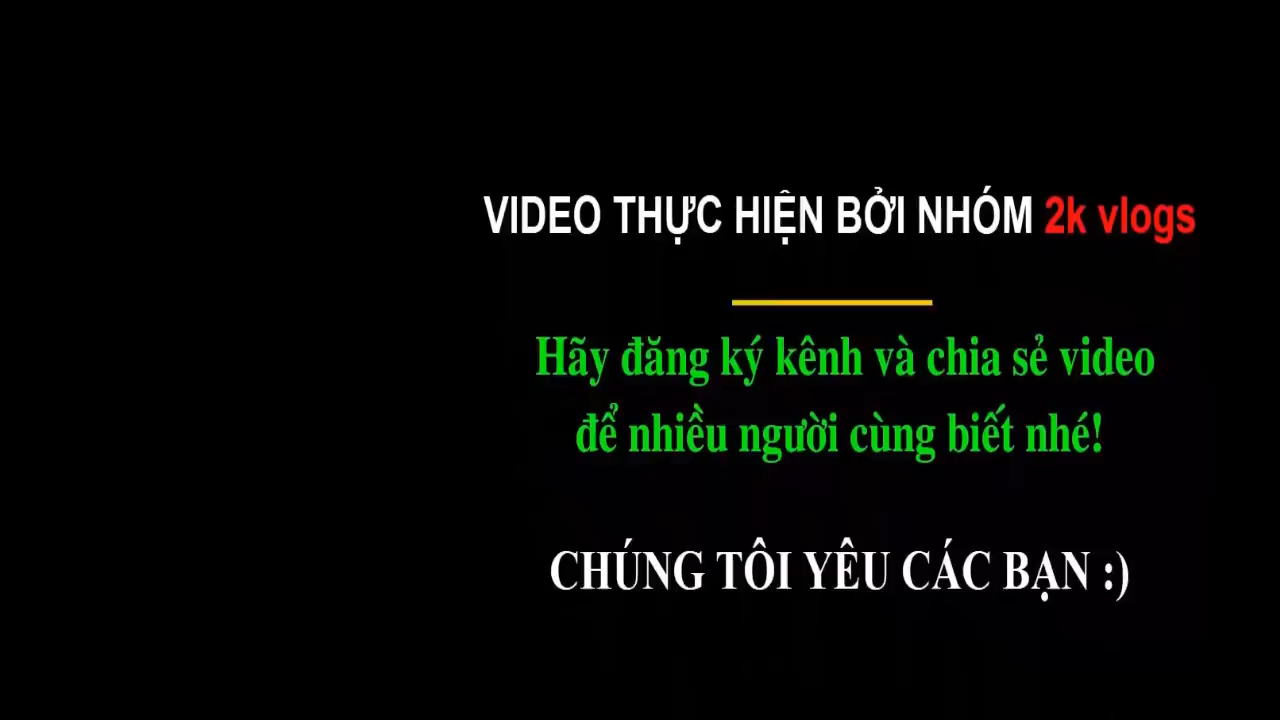 VIDEO THỰC HIỆN BỞI NHÓM 2k vlogs
Hãy đăng ký kênh và chia sẻ video
để nhiều người cùng biết nhé!
CHÚNG TÔI YÊU CÁC BẠN :)